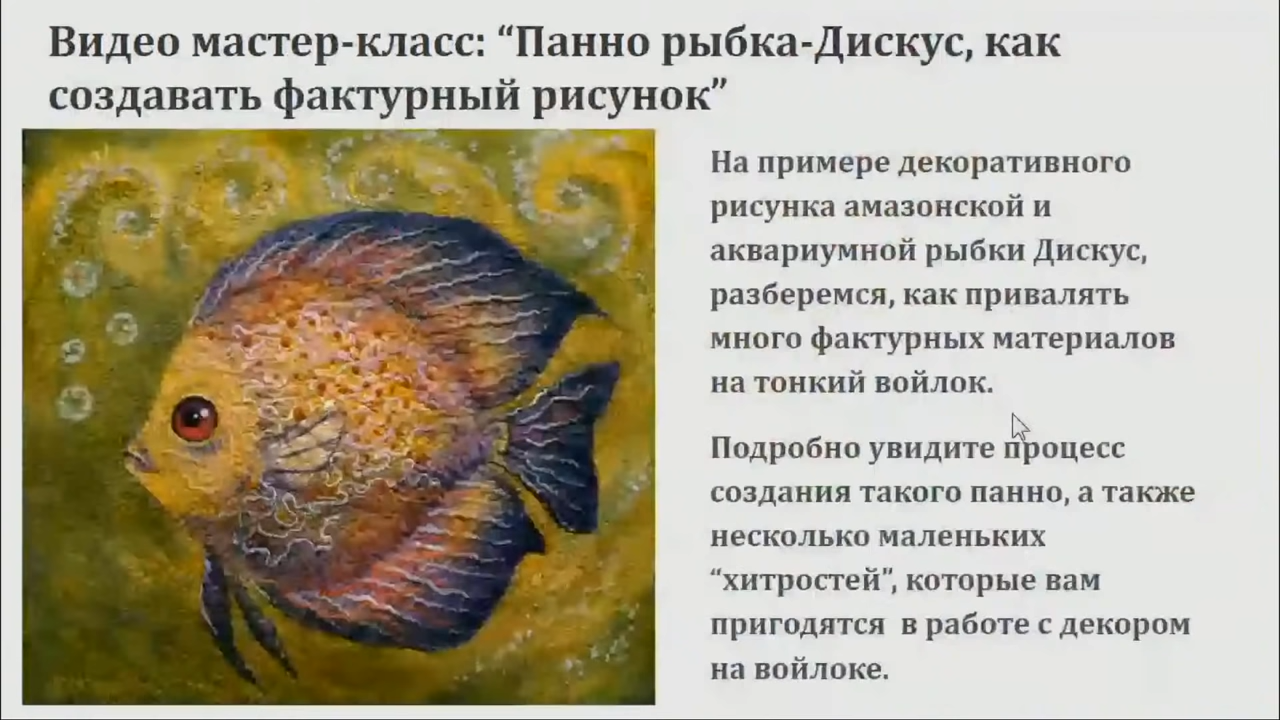 Видео мастер-класс: “Панно рыбка-Дискус, как
создавать фактурный рисунок”
На примере декоративного
рисунка амазонской и
аквариумной рыбки Дискус,
разберемся, как привалять
много фактурных материалов
на тонкий войлок.
Подробно увидите процесс
создания такого панно, а также
несколько маленьких
“хитростей”, которые вам
пригодятся в работе с декором
на войлоке.